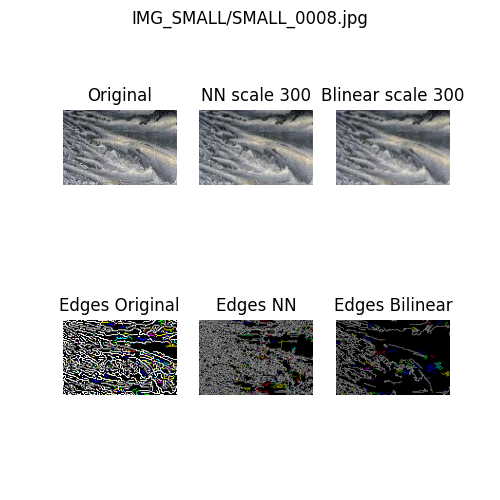 IMG_SMALL/SMALL_0008.jpg
Original
NN scale 300
Blinear scale 300
Edges Original
Edges NN
Edges Bilinear